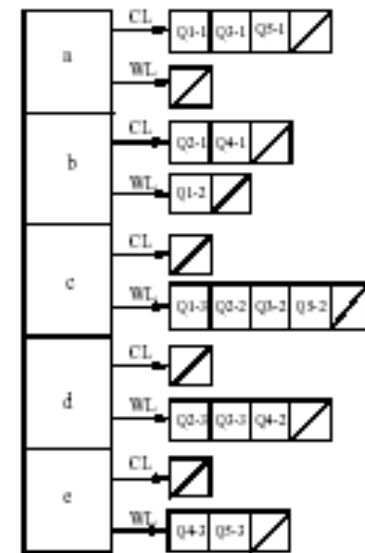 CL Q1-1 Q3-1 Q5-1
a
WL
CL Q2-1 Q4-1
b
WL Q1-2
CL
c
WL Q1-3 Q2-2 Q3-2 Q5-2
CL
d
WL Q2-3 Q3-3 Q4-2
CL
e
WL Q4-3 Q5-3